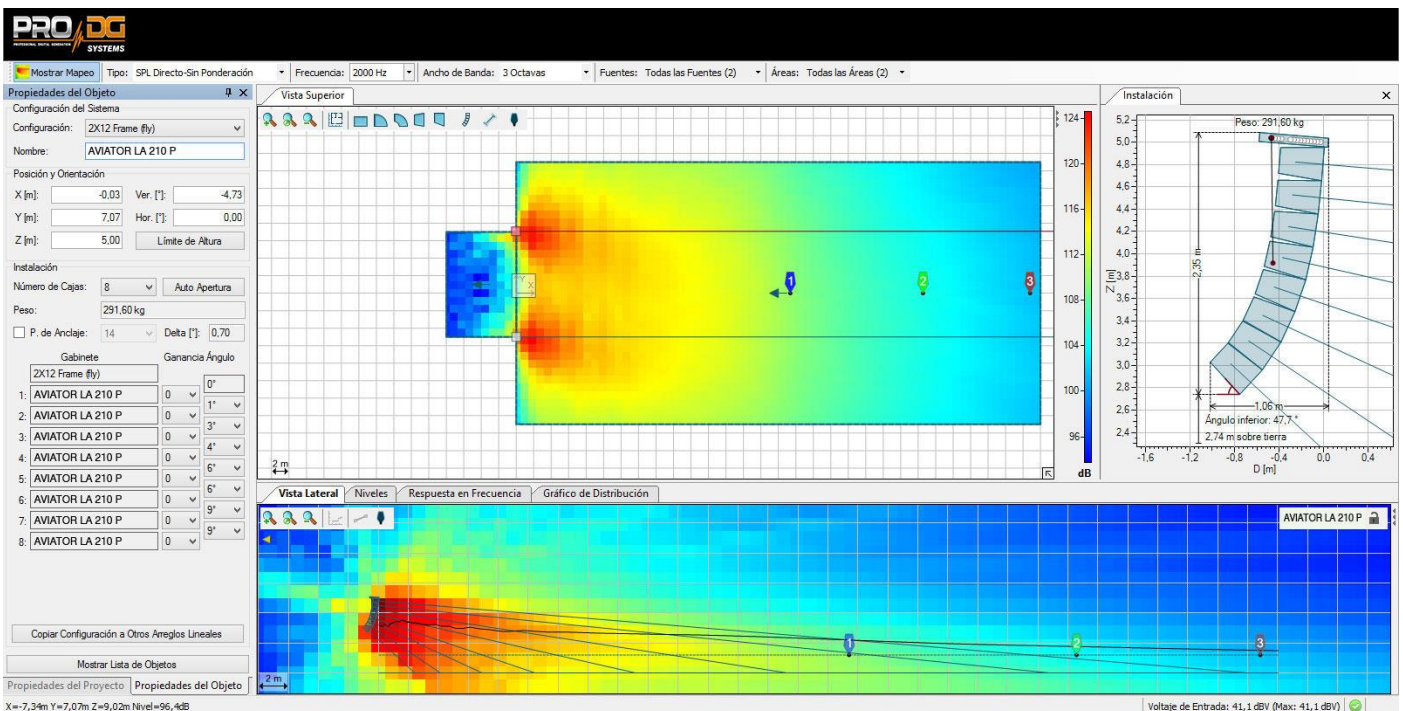 PRO DG
PROFESSIONAL DIGITAL GENERATION
SYSTEMS
Mostrar Mapeo Tipo: SPL Directo-Sin Ponderación Frecuencia: 2000 Hz Ancho de Banda: 3 Octavas Fuentes: Todas las Fuentes (2) Áreas: Todas las Áreas (2)
Propiedades del Objeto
Configuración del Sistema
Configuración: 2X12 Frame (fly)
Nombre: AVIATOR LA 210 P
Posición y Orientación
X [m]: -0,03 Ver. [°]: -4,73
Y [m]: 7,07 Hor. [°]: 0,00
Z [m]: 5,00 Límite de Altura
Instalación
Número de Cajas: 8 Auto Apertura
Peso: 291,60 kg
P. de Anclaje: 14 Delta [°]: 0,70
Gabinete Ganancia Ángulo
2X12 Frame (fly)
0°
1: AVIATOR LA 210 P 0
1°
2: AVIATOR LA 210 P 0
3°
3: AVIATOR LA 210 P 0
4°
4: AVIATOR LA 210 P 0
6°
5: AVIATOR LA 210 P 0
6°
6: AVIATOR LA 210 P 0
9°
7: AVIATOR LA 210 P 0
9°
8: AVIATOR LA 210 P 0
Copiar Configuración a Otros Arreglos Lineales
Mostrar Lista de Objetos
Propiedades del Proyecto Propiedades del Objeto
Vista Superior
Y
X
1
2
3
2 m
124
120
116
112
108
104
100
96
dB
Instalación
Peso: 291,60 kg
5,2
5,0
4,8
4,6
4,4
4,2
4,0
3,8
3,6
3,4
3,2
3,0
2,8
2,6
2,4
Z [m]
2,35 m
1,06 m
Ángulo inferior: 47,7 °
2,74 m sobre tierra
-1,6 -1,2 -0,8 -0,4 0,0 0,4
D [m]
Vista Lateral Niveles Respuesta en Frecuencia Gráfico de Distribución
AVIATOR LA 210 P
1
2
3
2 m
X=-7,34m Y=7,07m Z=9,02m Nivel=96,4dB
Voltaje de Entrada: 41,1 dBV (Max: 41,1 dBV)